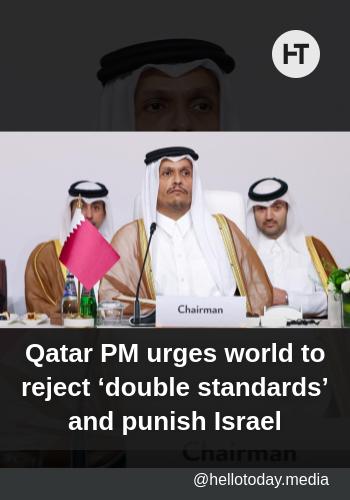 HT
Chairman
Qatar PM urges world to
reject ‘double standards’
and punish Israel
Chairman
@hellotoday.media